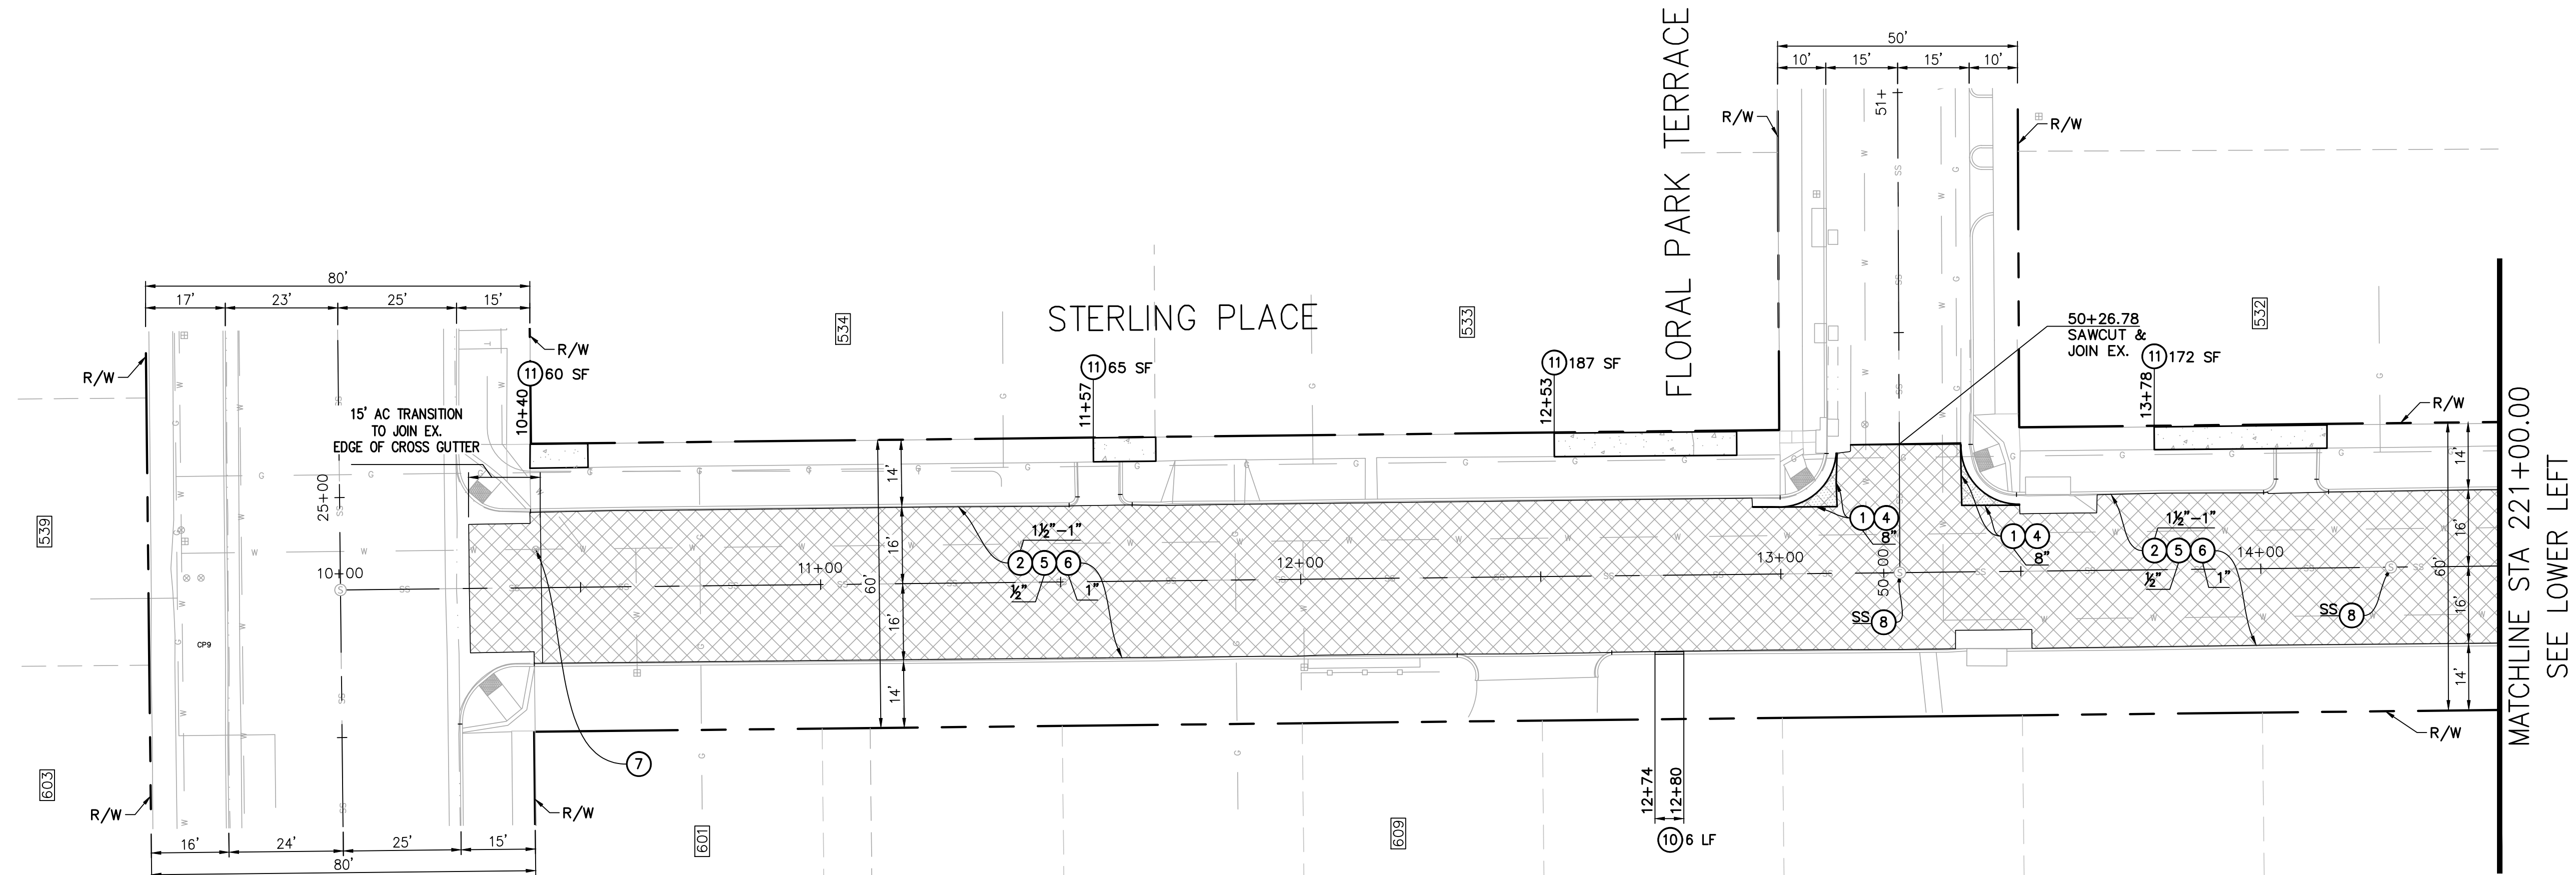 FLORAL PARK TERRACE
50'
10'
15'
15'
10'
51+
R/W
R/W
80'
17'
23'
25'
15'
R/W
R/W
534
STERLING PLACE
533
532
50+26.78
SAWCUT &
JOIN EX.
11 60 SF
10+40
11 65 SF
11+57
11 187 SF
12+53
11 172 SF
13+78
R/W
15' AC TRANSITION
TO JOIN EX.
EDGE OF CROSS GUTTER
25+00
539
10+00
11+00
12+00
13+00
14+00
50+00
14'
16'
60'
16'
14'
1½"-1"
2 5 6
½"
1"
1 4
8"
1 4
8"
1½"-1"
2 5 6
½"
1"
14'
16'
60'
16'
14'
S
S
S
SS 8
SS 8
CP9
7
603
R/W
R/W
R/W
601
609
12+74
12+80
10 6 LF
16'
24'
25'
15'
80'
MATCHLINE STA 221+00.00
SEE LOWER LEFT
G
W
SS